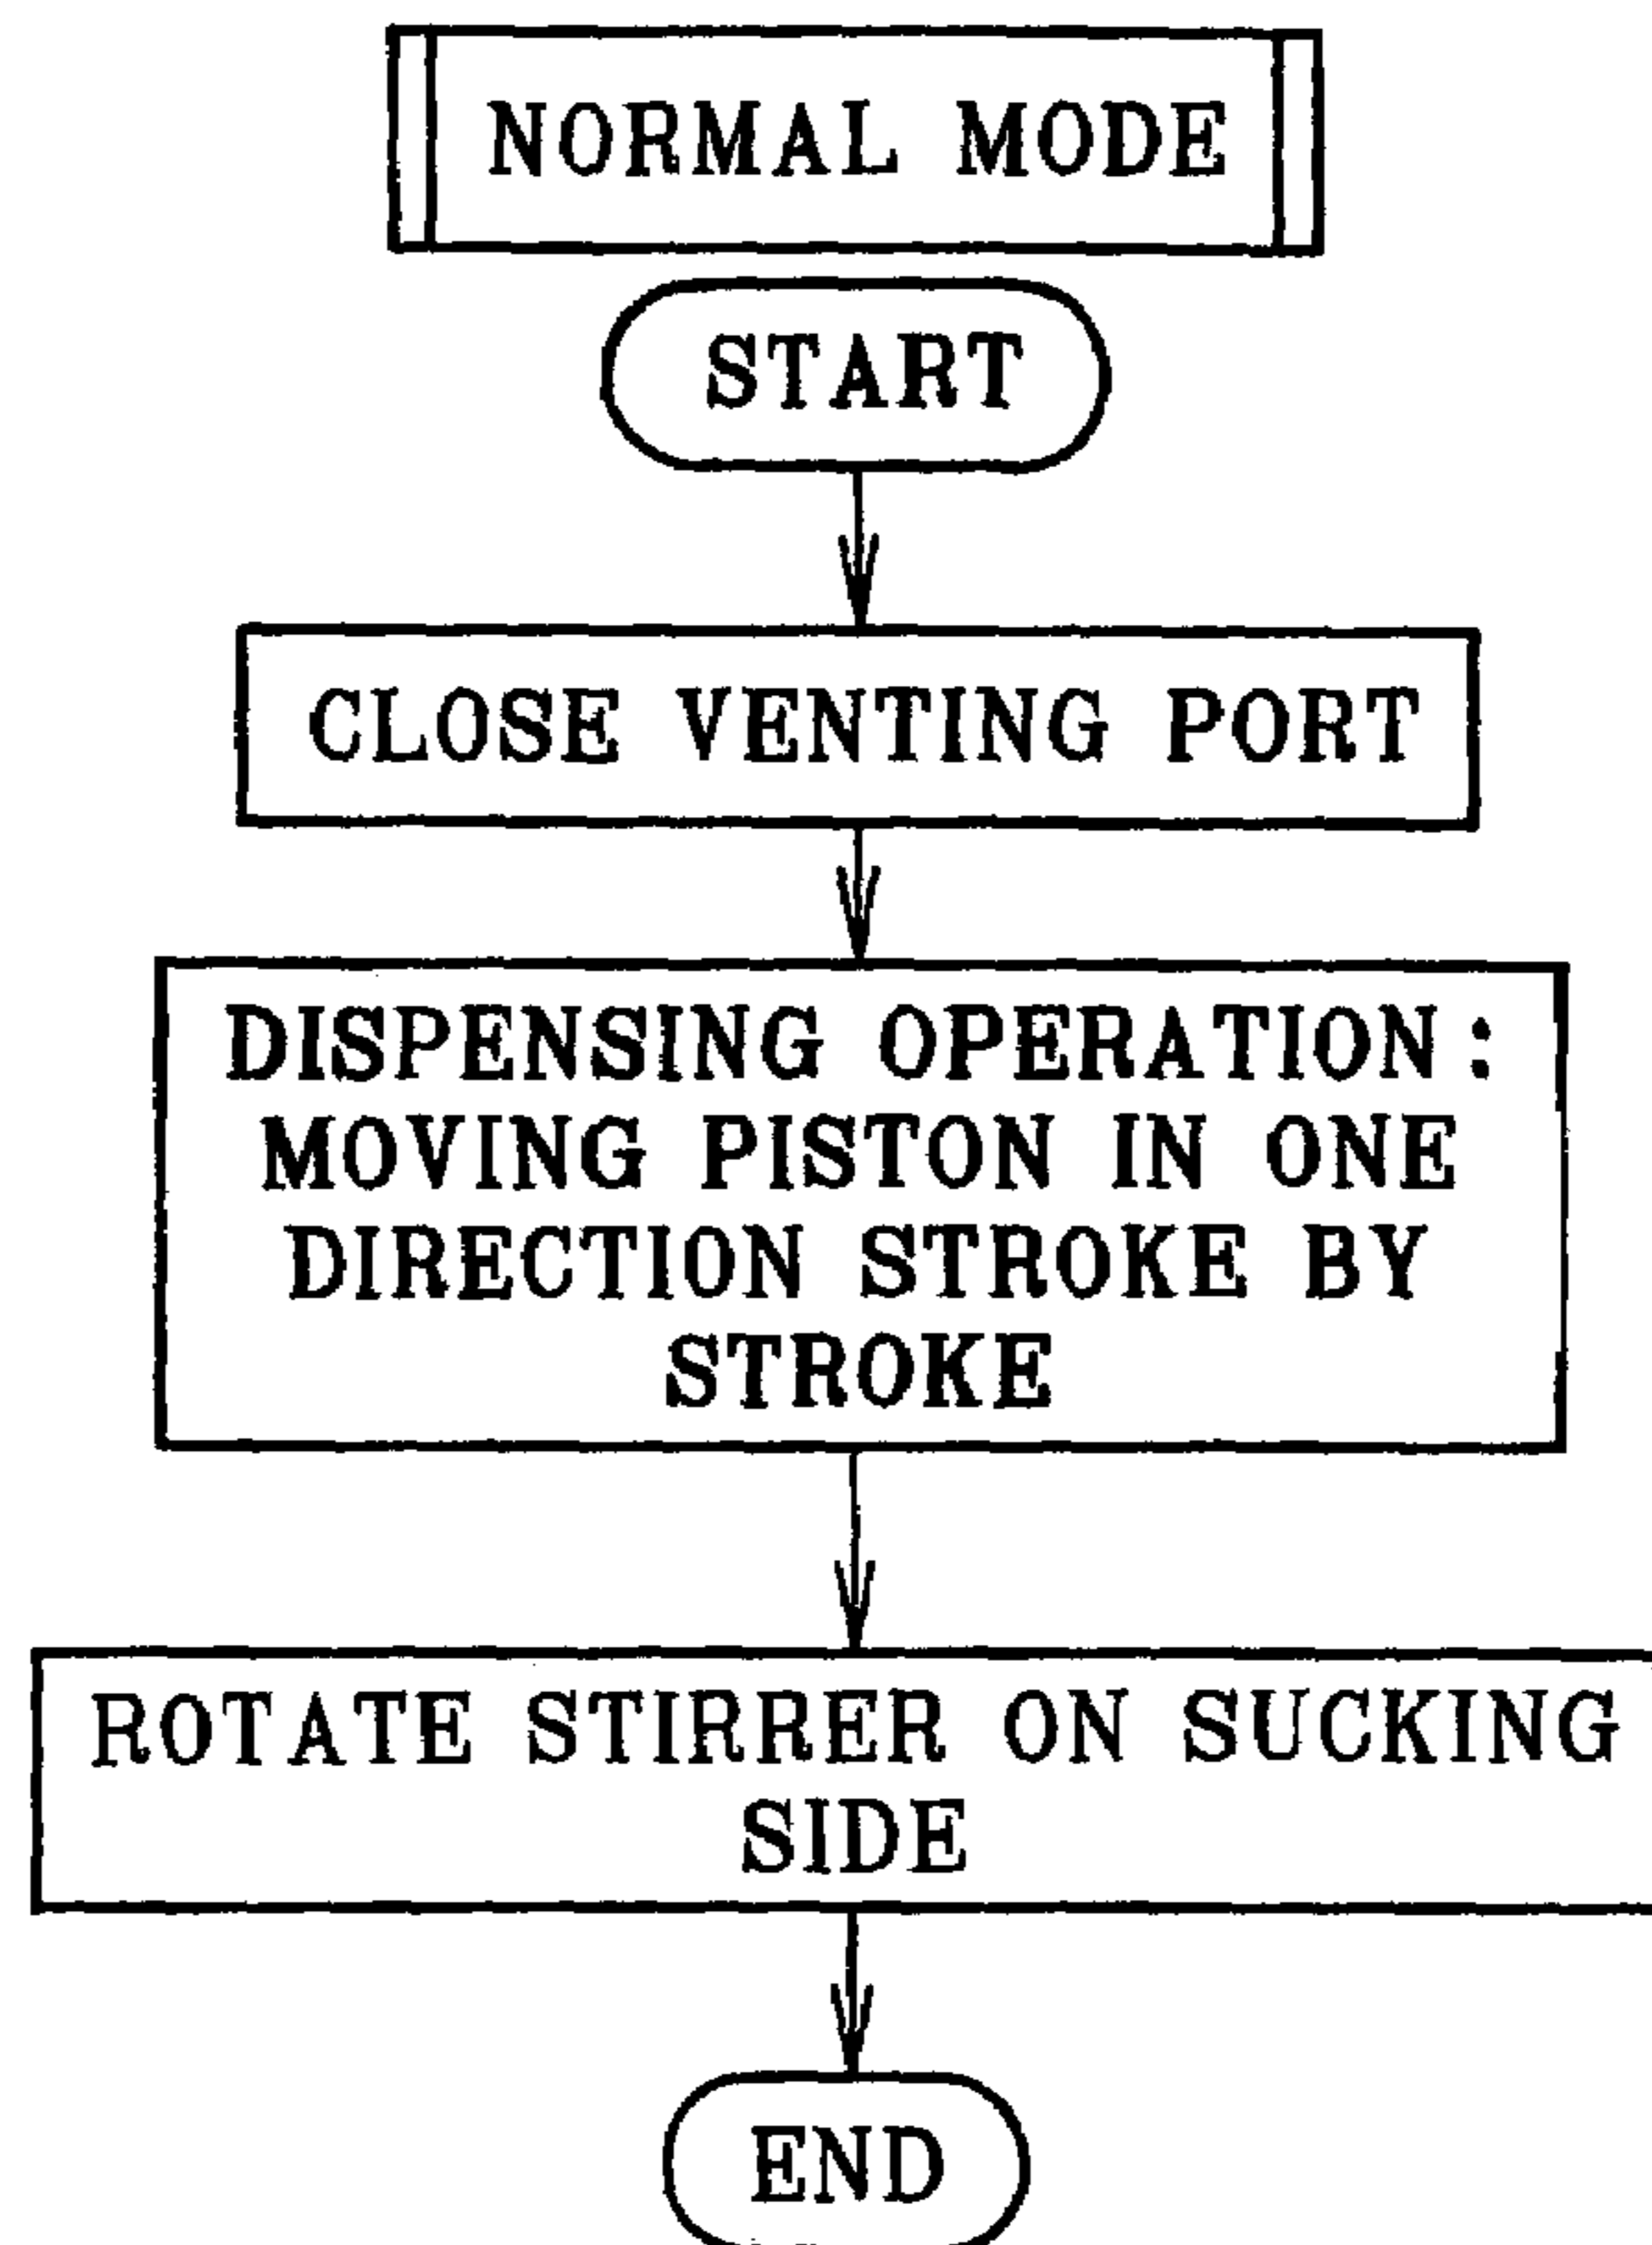 NORMAL MODE
START
CLOSE VENTING PORT
DISPENSING OPERATION:
MOVING PISTON IN ONE
DIRECTION STROKE BY
STROKE
ROTATE STIRRER ON SUCKING
SIDE
END